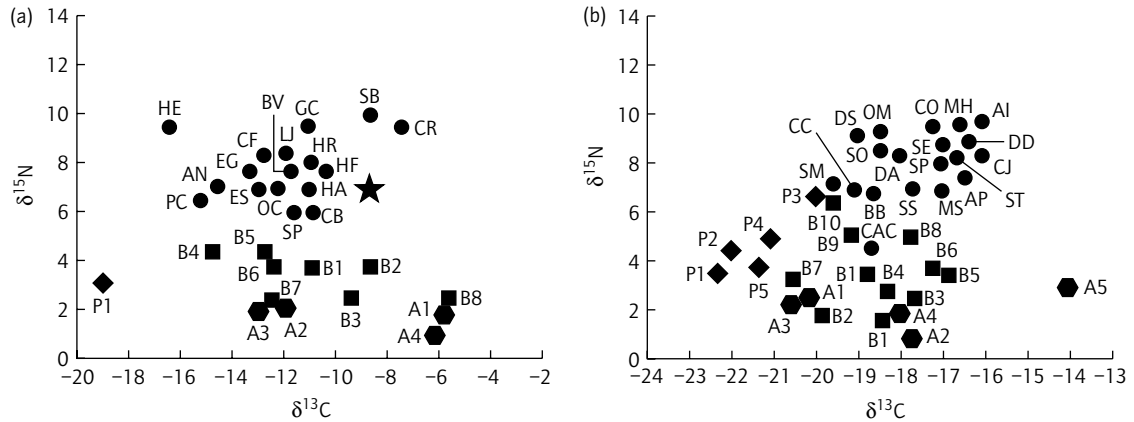 (a)
14
12
10
8
6
4
2
0
δ15N
−20 −18 −16 −14 −12 −10 −8 −6 −4 −2
δ13C
HE
SB
CR
GC
BV
LJ
HR
CF
HF
EG
AN
PC
ES
OC
HA
SP
CB
B4
B5
B6
B1
B2
B7
B3
B8
P1
A3
A2
A1
A4
(b)
14
12
10
8
6
4
2
0
δ15N
−24 −23 −22 −21 −20 −19 −18 −17 −16 −15 −14 −13
δ13C
DS
OM
CO
MH
AI
CC
SO
SE
DD
SP
CJ
SM
DA
ST
AP
BB
SS
MS
P3
B10
P4
B9
CAC
B8
P2
B6
P1
P5
B7
B1
B4
B5
A1
B3
A5
A3
B2
A4
B1
A2